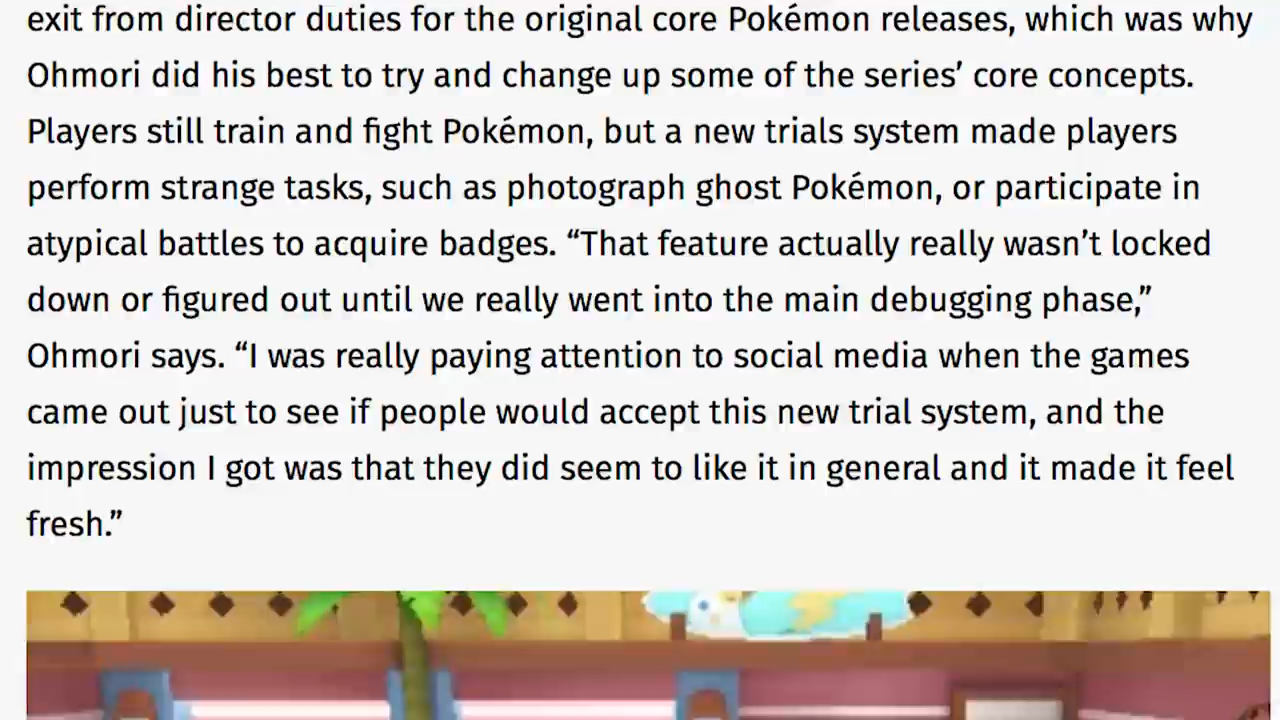 exit from director duties for the original core Pokémon releases, which was why
Ohmori did his best to try and change up some of the series’ core concepts.
Players still train and fight Pokémon, but a new trials system made players
perform strange tasks, such as photograph ghost Pokémon, or participate in
atypical battles to acquire badges. “That feature actually really wasn’t locked
down or figured out until we really went into the main debugging phase,”
Ohmori says. “I was really paying attention to social media when the games
came out just to see if people would accept this new trial system, and the
impression I got was that they did seem to like it in general and it made it feel
fresh.”